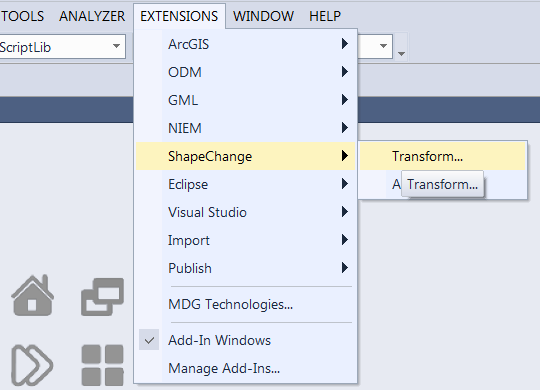 TOOLS ANALYZER EXTENSIONS WINDOW HELP
ScriptLib
ArcGIS
ODM
GML
NIEM
ShapeChange
Transform...
Eclipse
Transform...
Visual Studio
Import
Publish
MDG Technologies...
Add-In Windows
Manage Add-Ins...